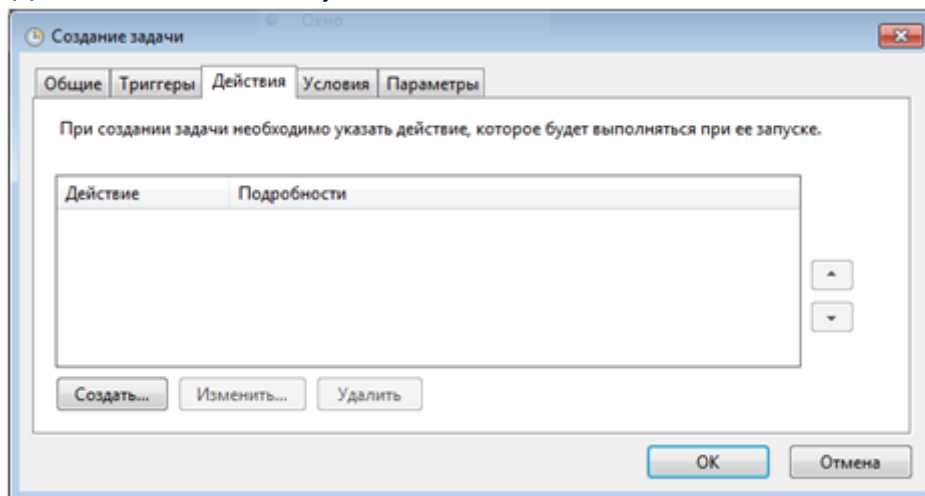 Окно
Создание задачи
Общие Триггеры Действия Условия Параметры
При создании задачи необходимо указать действие, которое будет выполняться при ее запуске.
Действие Подробности
Создать... Изменить... Удалить
ОК Отмена